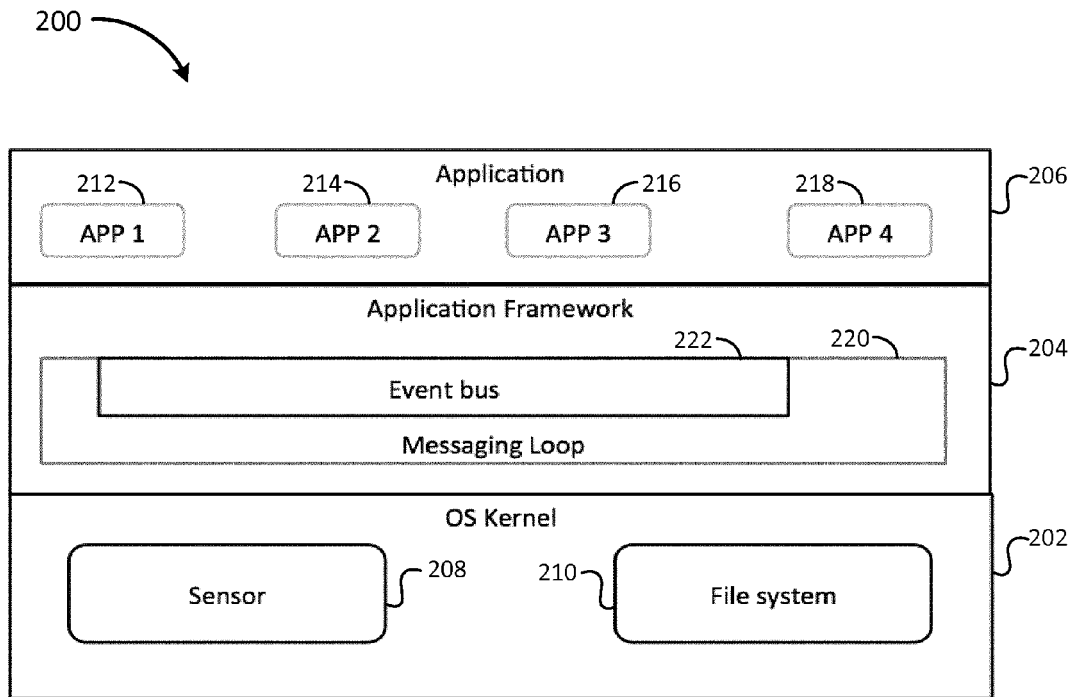 200
Application
206
212
214
216
218
APP 1
APP 2
APP 3
APP 4
Application Framework
204
222
220
Event bus
Messaging Loop
OS Kernel
202
Sensor
208
210
File system